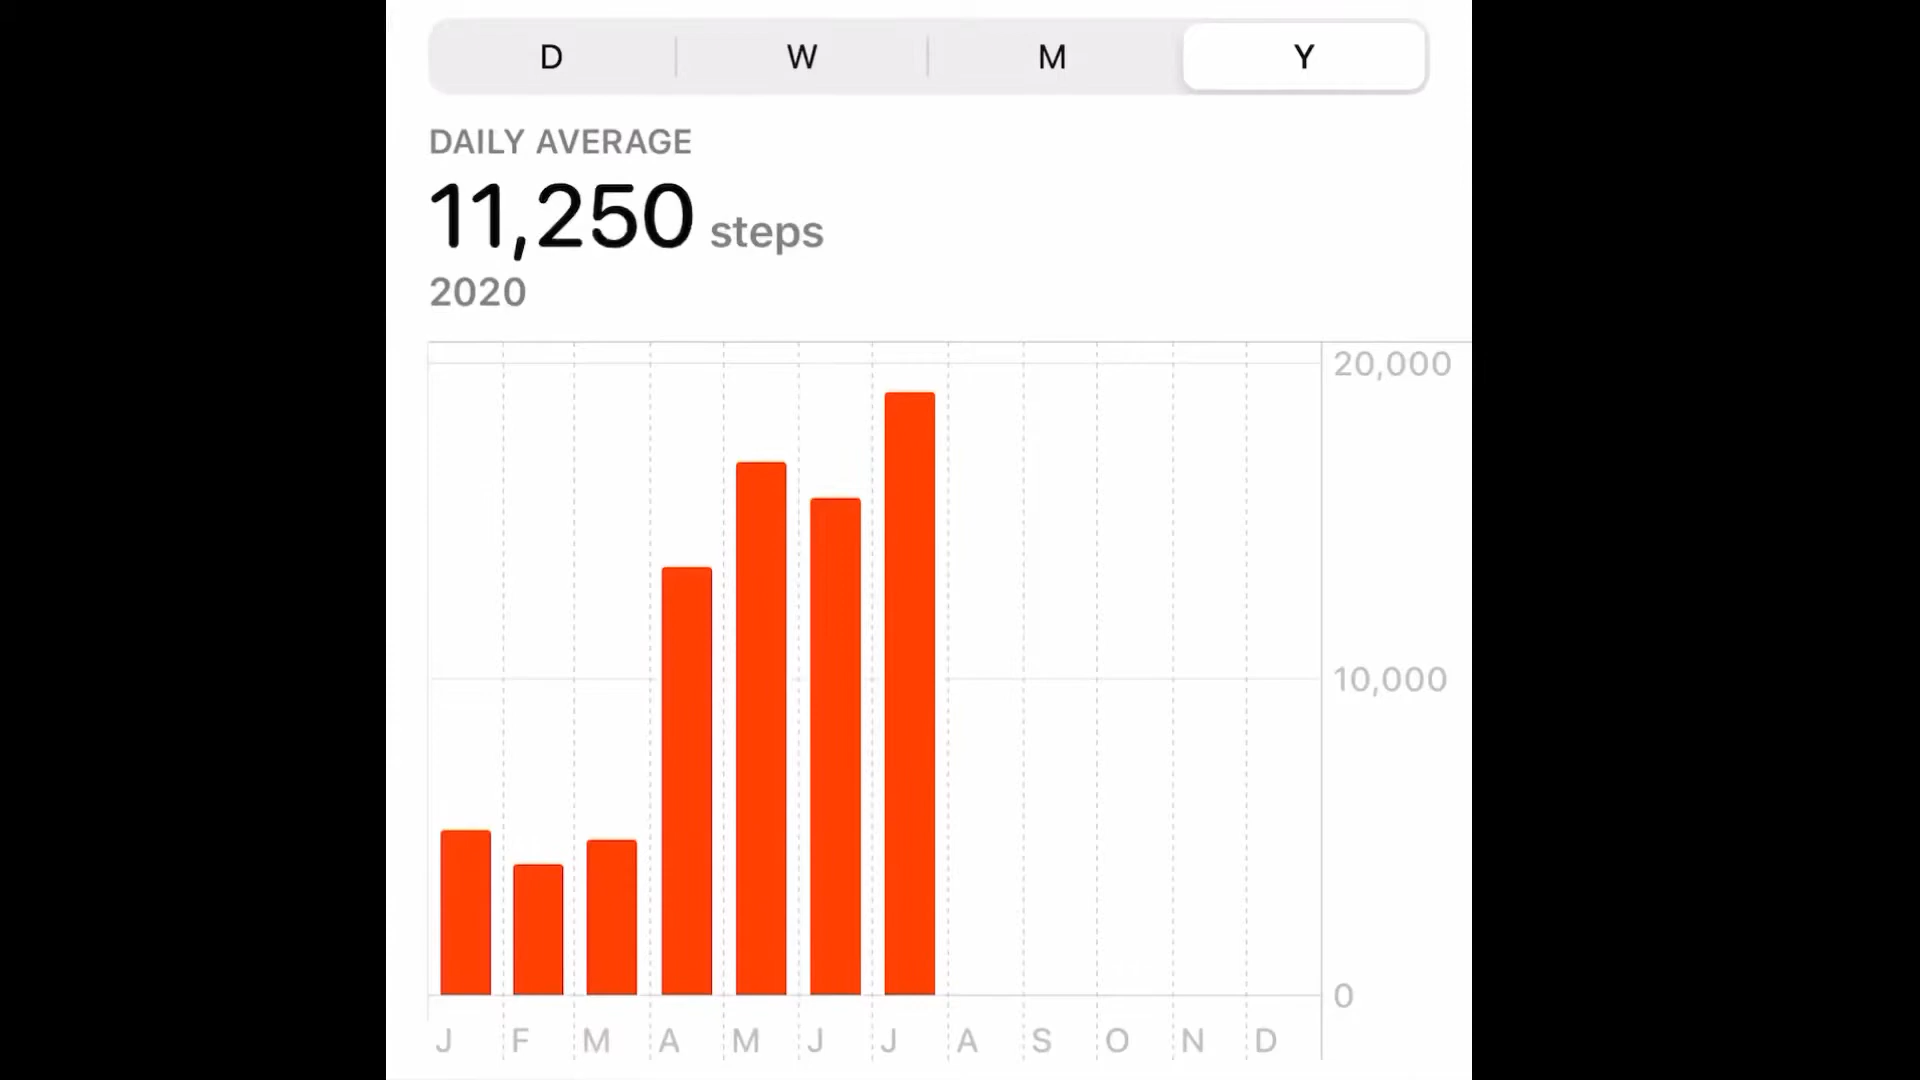 D W M Y
DAILY AVERAGE
11,250 steps
2020
20,000
10,000
0
J F M A M J J A S O N D